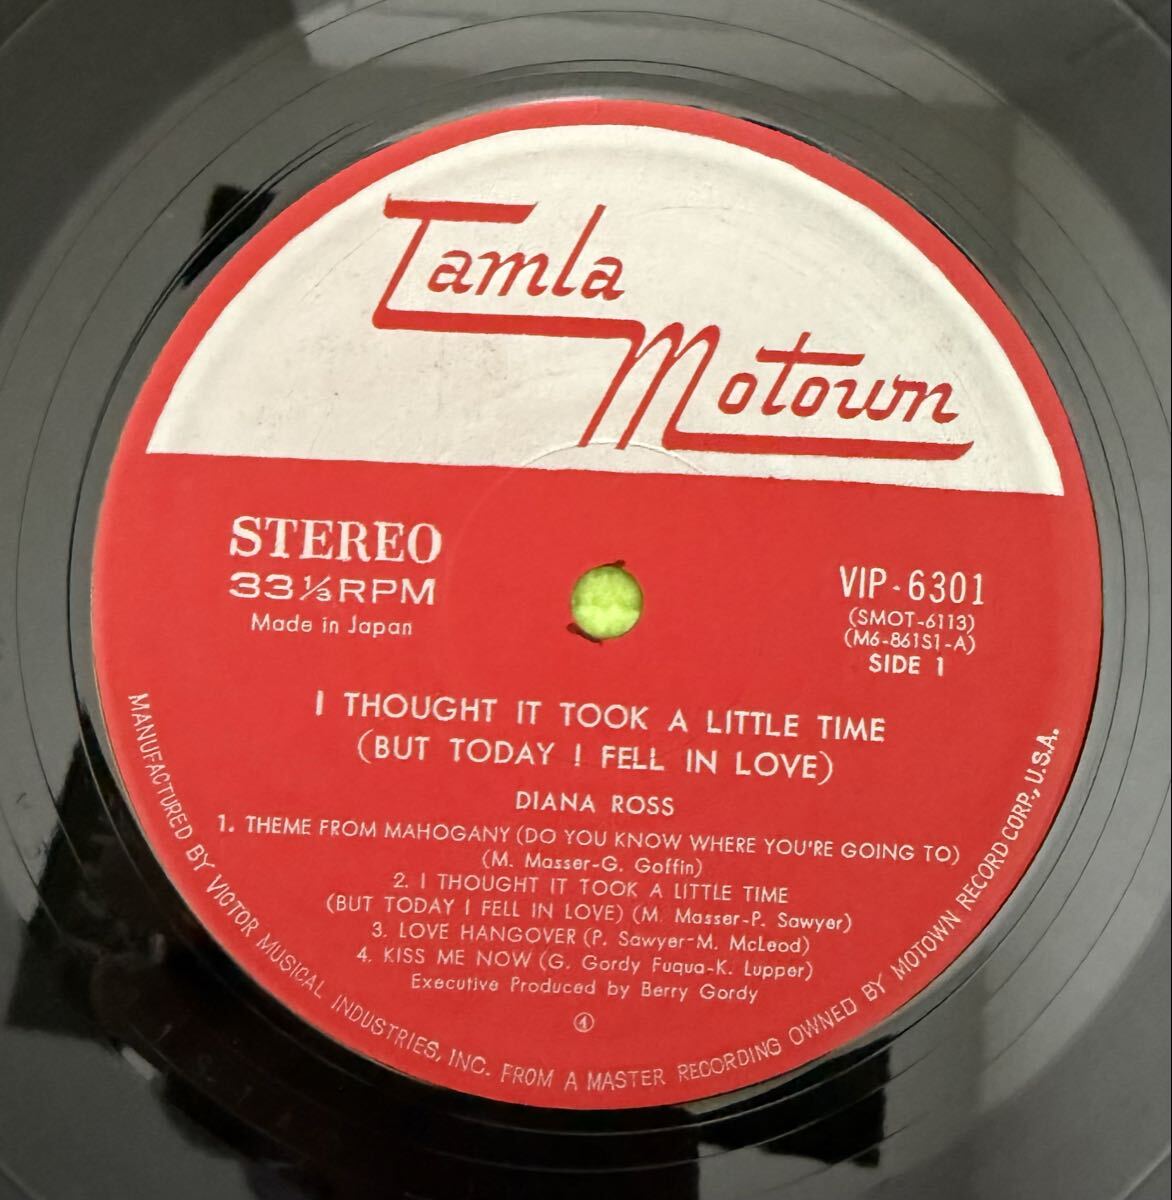 Tamla
Motown
STEREO
33⅓RPM
Made in Japan
VIP-6301
(SMOT-6113)
(M6-861S1-A)
SIDE 1
I THOUGHT IT TOOK A LITTLE TIME
(BUT TODAY I FELL IN LOVE)
DIANA ROSS
1. THEME FROM MAHOGANY (DO YOU KNOW WHERE YOU'RE GOING TO)
(M. Masser-G. Goffin)
2. I THOUGHT IT TOOK A LITTLE TIME
(BUT TODAY I FELL IN LOVE) (M. Masser-P. Sawyer)
3. LOVE HANGOVER (P. Sawyer-M. McLeod)
4. KISS ME NOW (G. Gordy Fuqua-K. Lupper)
Executive Produced by Berry Gordy
④
MANUFACTURED BY VICTOR MUSICAL INDUSTRIES, INC. FROM A MASTER RECORDING OWNED BY MOTOWN RECORD CORP., U.S.A.